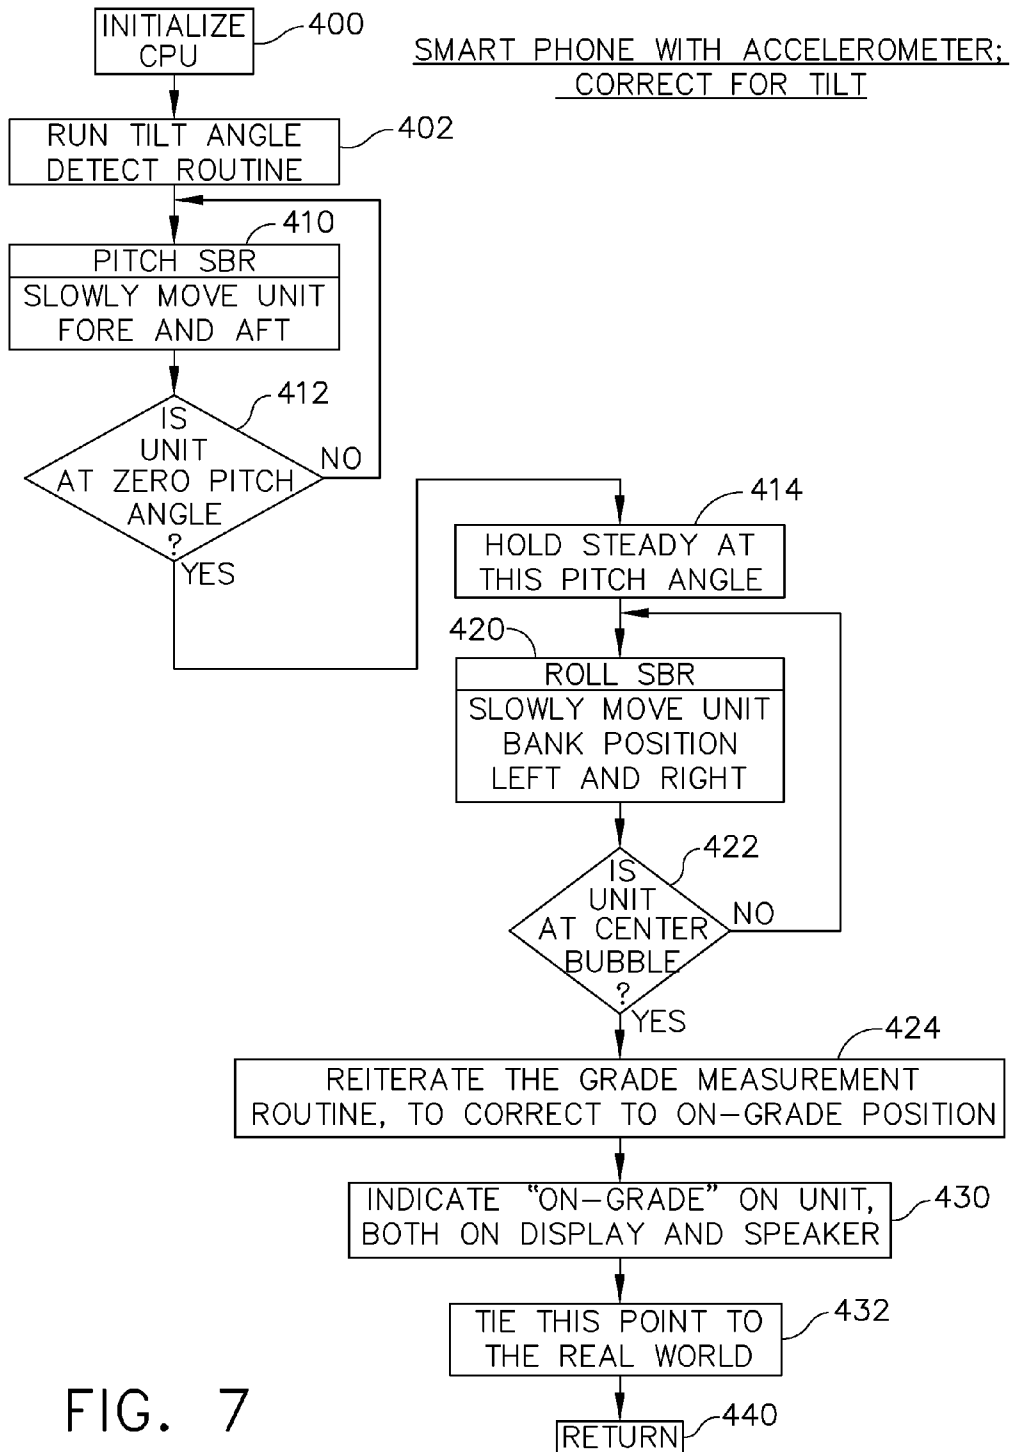 INITIALIZE
CPU
400
SMART PHONE WITH ACCELEROMETER;
CORRECT FOR TILT
RUN TILT ANGLE
DETECT ROUTINE
402
410
PITCH SBR
SLOWLY MOVE UNIT
FORE AND AFT
412
IS
UNIT
AT ZERO PITCH
ANGLE
?
NO
YES
414
HOLD STEADY AT
THIS PITCH ANGLE
420
ROLL SBR
SLOWLY MOVE UNIT
BANK POSITION
LEFT AND RIGHT
422
IS
UNIT
AT CENTER
BUBBLE
?
NO
YES
424
REITERATE THE GRADE MEASUREMENT
ROUTINE, TO CORRECT TO ON-GRADE POSITION
INDICATE "ON-GRADE" ON UNIT,
BOTH ON DISPLAY AND SPEAKER
430
TIE THIS POINT TO
THE REAL WORLD
432
RETURN
440
FIG. 7